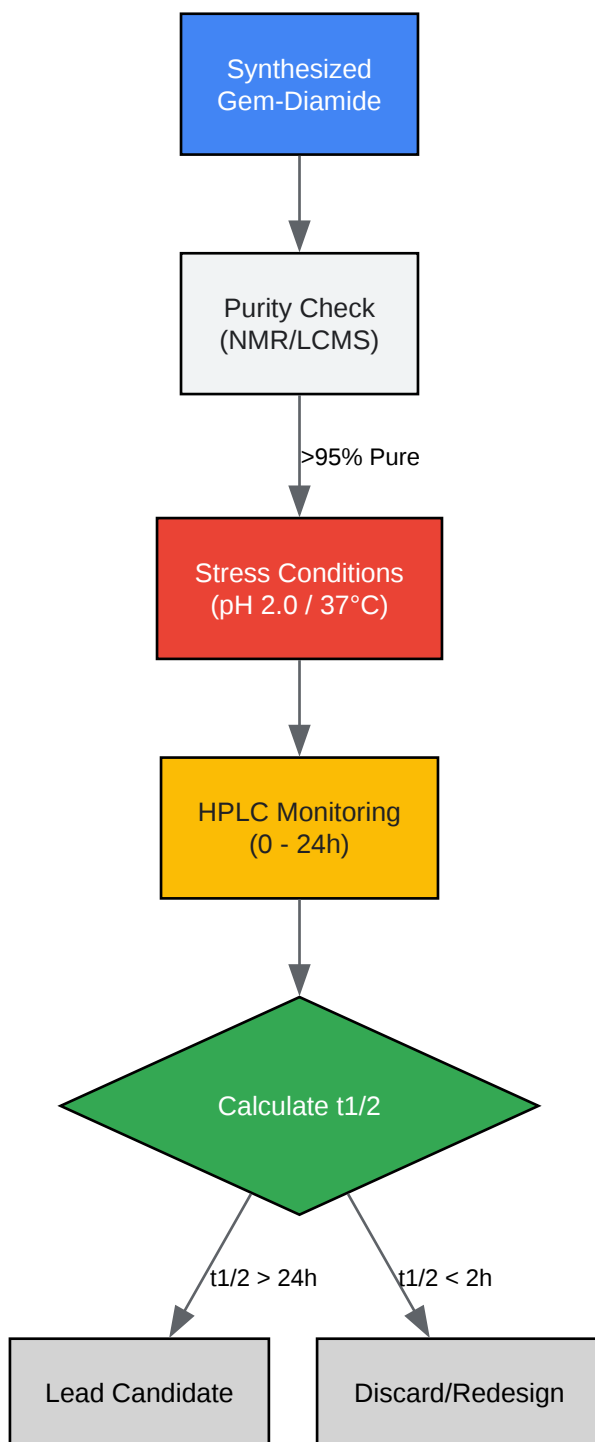 Synthesized
Gem-Diamide
Purity Check
(NMR/LCMS)
>95% Pure
Stress Conditions
(pH 2.0 / 37°C)
HPLC Monitoring
(0 - 24h)
Calculate t1/2
t1/2 > 24h
t1/2 < 2h
Lead Candidate
Discard/Redesign